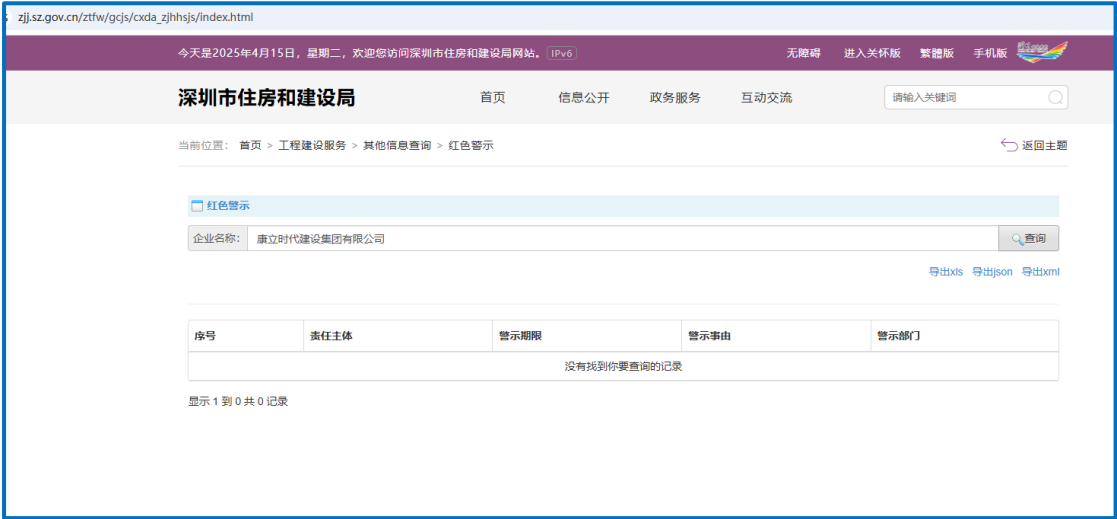 zjj.sz.gov.cn/ztfw/gcjs/cxda_zjhhsjs/index.html
今天是2025年4月15日，星期二，欢迎您访问深圳市住房和建设局网站。 IPv6 无障碍 进入关怀版 繁體版 手机版
深圳市住房和建设局 首页 信息公开 政务服务 互动交流 请输入关键词
当前位置： 首页 > 工程建设服务 > 其他信息查询 > 红色警示 返回主题
红色警示
企业名称: 康立时代建设集团有限公司 查询
导出xls 导出json 导出xml
序号 责任主体 警示期限 警示事由 警示部门
没有找到你要查询的记录
显示 1 到 0 共 0 记录